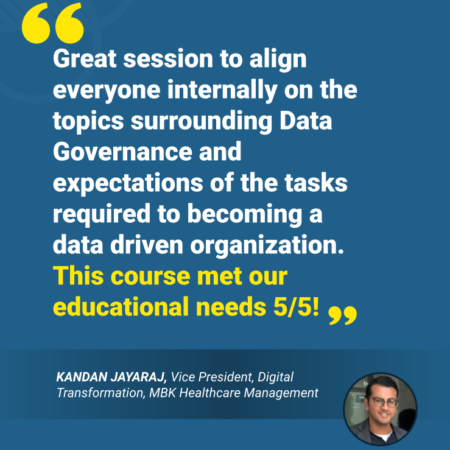 “
Great session to align
everyone internally on the
topics surrounding Data
Governance and
expectations of the tasks
required to becoming a
data driven organization.
This course met our
educational needs 5/5! ”
KANDAN JAYARAJ, Vice President, Digital
Transformation, MBK Healthcare Management